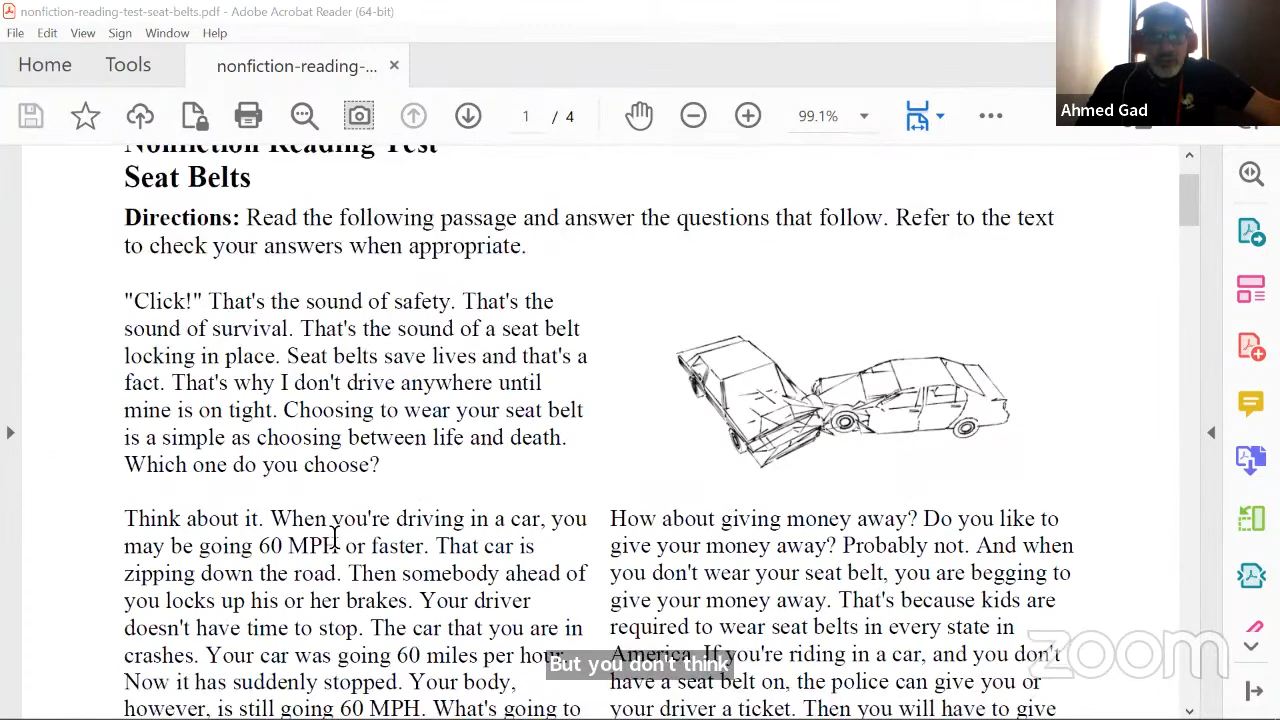 nonfiction-reading-test-seat-belts.pdf - Adobe Acrobat Reader (64-bit)
File Edit View Sign Window Help
Home Tools nonfiction-reading-... ×
1 / 4 99.1%
Ahmed Gad
Nonfiction Reading Test
Seat Belts
Directions: Read the following passage and answer the questions that follow. Refer to the text
to check your answers when appropriate.
"Click!" That's the sound of safety. That's the
sound of survival. That's the sound of a seat belt
locking in place. Seat belts save lives and that's a
fact. That's why I don't drive anywhere until
mine is on tight. Choosing to wear your seat belt
is a simple as choosing between life and death.
Which one do you choose?
Think about it. When you're driving in a car, you
may be going 60 MPH or faster. That car is
zipping down the road. Then somebody ahead of
you locks up his or her brakes. Your driver
doesn't have time to stop. The car that you are in
crashes. Your car was going 60 miles per hour.
Now it has suddenly stopped. Your body,
however, is still going 60 MPH. What's going to
How about giving money away? Do you like to
give your money away? Probably not. And when
you don't wear your seat belt, you are begging to
give your money away. That's because kids are
required to wear seat belts in every state in
America. If you're riding in a car, and you don't
have a seat belt on, the police can give you or
your driver a ticket. Then you will have to give
But you don't think
zoom